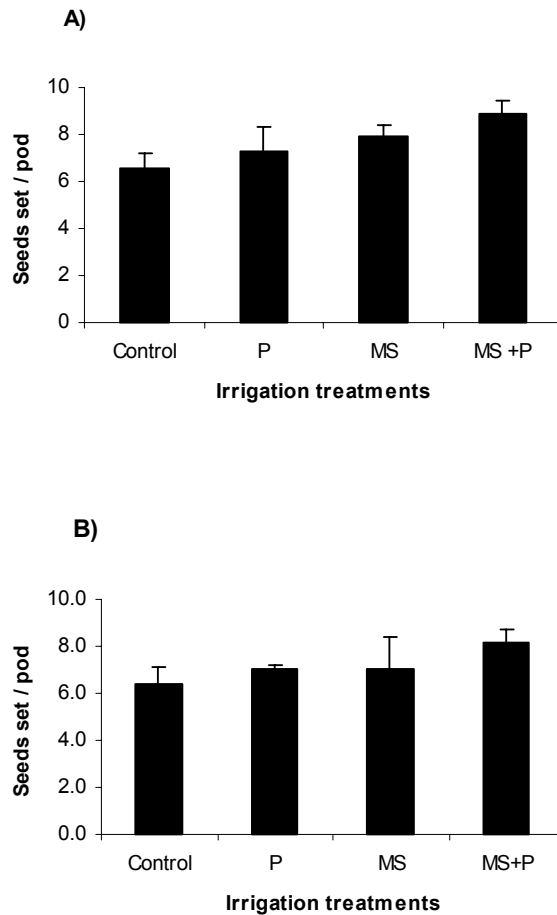 A)
Seeds set / pod
10
8
6
4
2
0
Control P MS MS +P
Irrigation treatments
B)
Seeds set / pod
10.0
8.0
6.0
4.0
2.0
0.0
Control P MS MS+P
Irrigation treatments